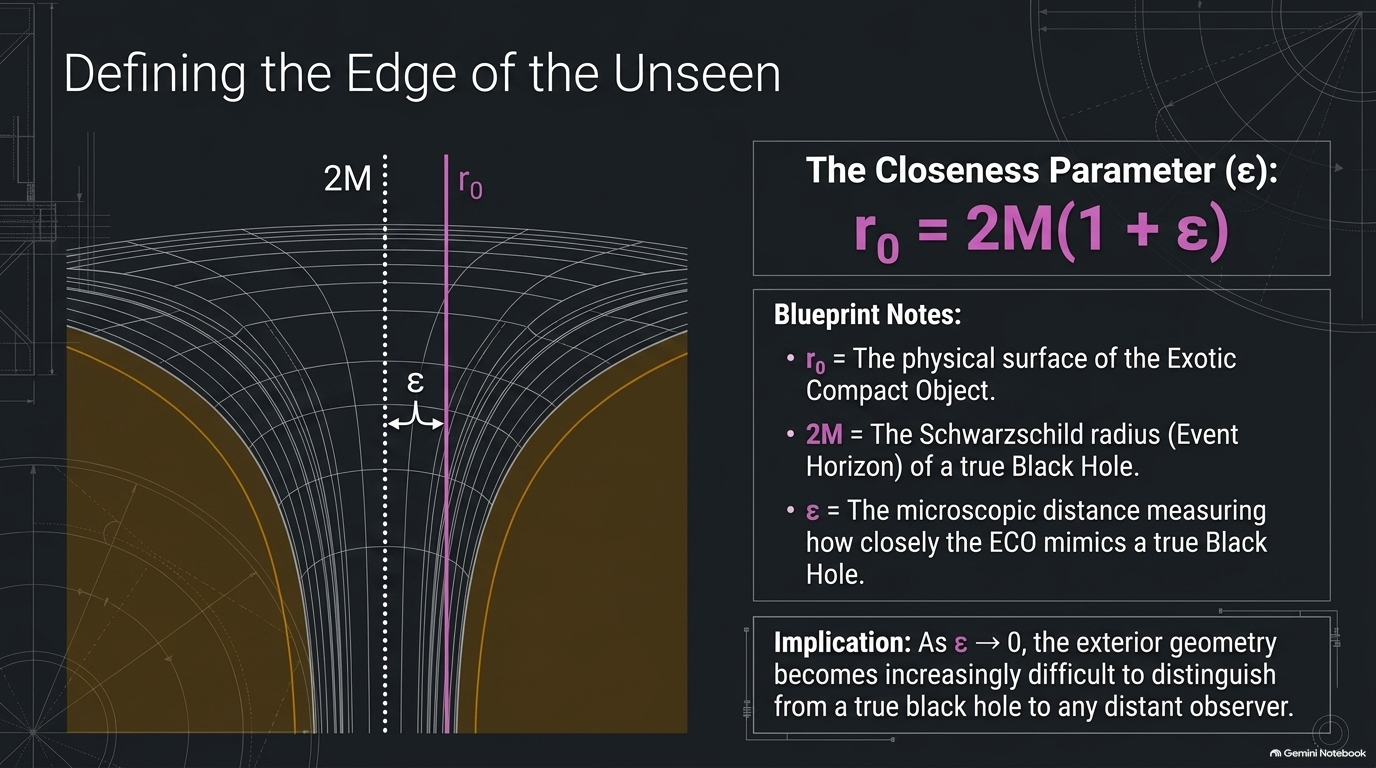 Defining the Edge of the Unseen
2M
r₀
ε
The Closeness Parameter (ε):
r₀ = 2M(1 + ε)
Blueprint Notes:
• r₀ = The physical surface of the Exotic
Compact Object.
• 2M = The Schwarzschild radius (Event
Horizon) of a true Black Hole.
• ε = The microscopic distance measuring
how closely the ECO mimics a true Black
Hole.
Implication: As ε → 0, the exterior geometry
becomes increasingly difficult to distinguish
from a true black hole to any distant observer.
Gemini Notebook